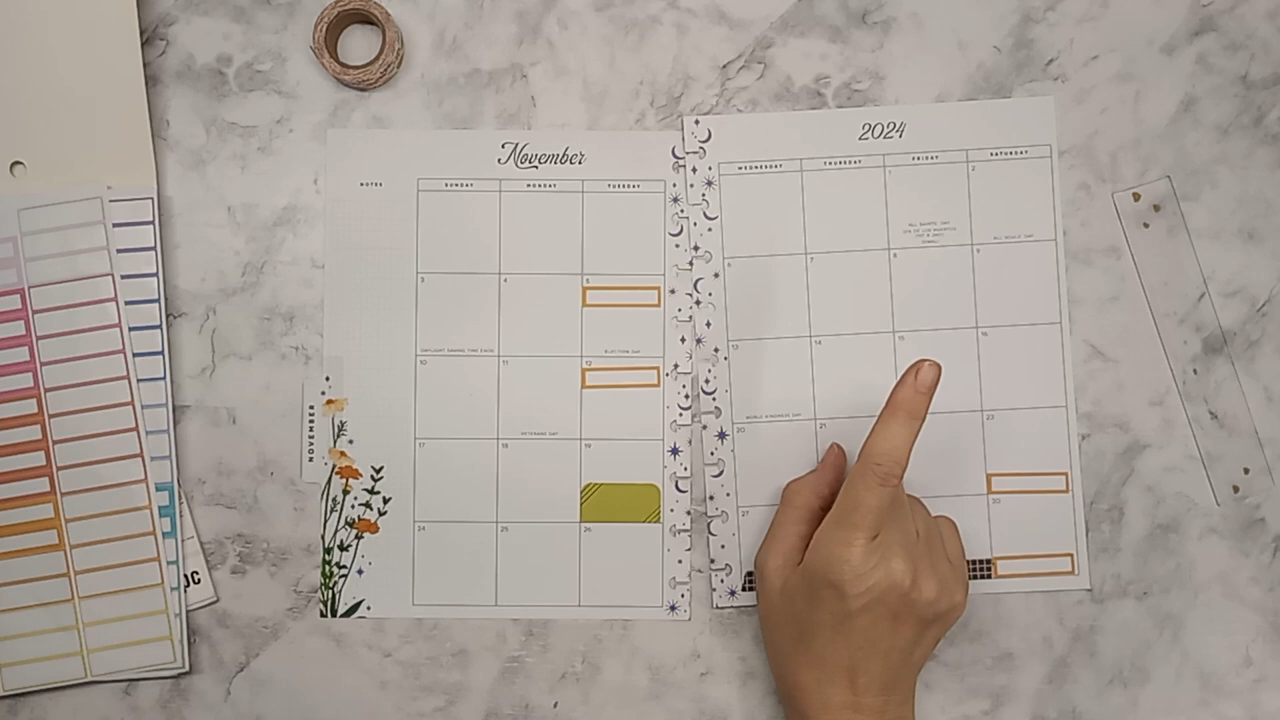 November
2024
NOTES
SUNDAY MONDAY TUESDAY
WEDNESDAY THURSDAY FRIDAY SATURDAY
1 2
ALL SAINTS' DAY
ALL SOULS' DAY
3 4 5
6 7 8 9
DAYLIGHT SAVING TIME ENDS
ELECTION DAY
10 11 12
13 14 15 16
VETERANS DAY
WORLD KINDNESS DAY
17 18 19
20 21 23
24 25 26
27 30
NOVEMBER